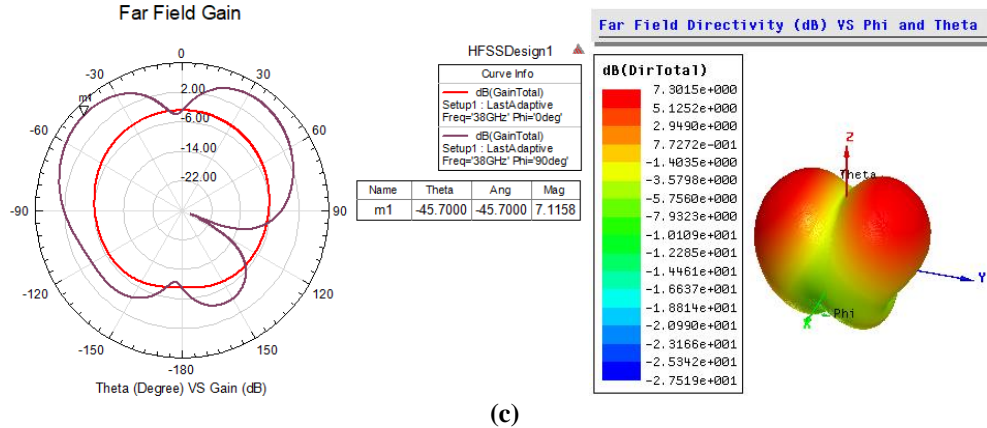 Far Field Gain
0
-30
30
m1
-60
60
2.00
-6.00
-14.00
-22.00
-90
90
-120
120
-150
150
-180
Theta (Degree) VS Gain (dB)
HFSSDesign1
Curve Info
dB(GainTotal)
Setup1 : LastAdaptive
Freq='38GHz' Phi='0deg'
dB(GainTotal)
Setup1 : LastAdaptive
Freq='38GHz' Phi='90deg'
Name Theta Ang Mag
m1 -45.7000 -45.7000 7.1158
Far Field Directivity (dB) VS Phi and Theta
dB(DirTotal)
7.3015e+000
5.1252e+000
2.9490e+000
7.7272e-001
-1.4035e+000
-3.5798e+000
-5.7560e+000
-7.9323e+000
-1.0109e+001
-1.2285e+001
-1.4461e+001
-1.6637e+001
-1.8814e+001
-2.0990e+001
-2.3166e+001
-2.5342e+001
-2.7519e+001
Z
Theta
Y
Phi
X
(c)